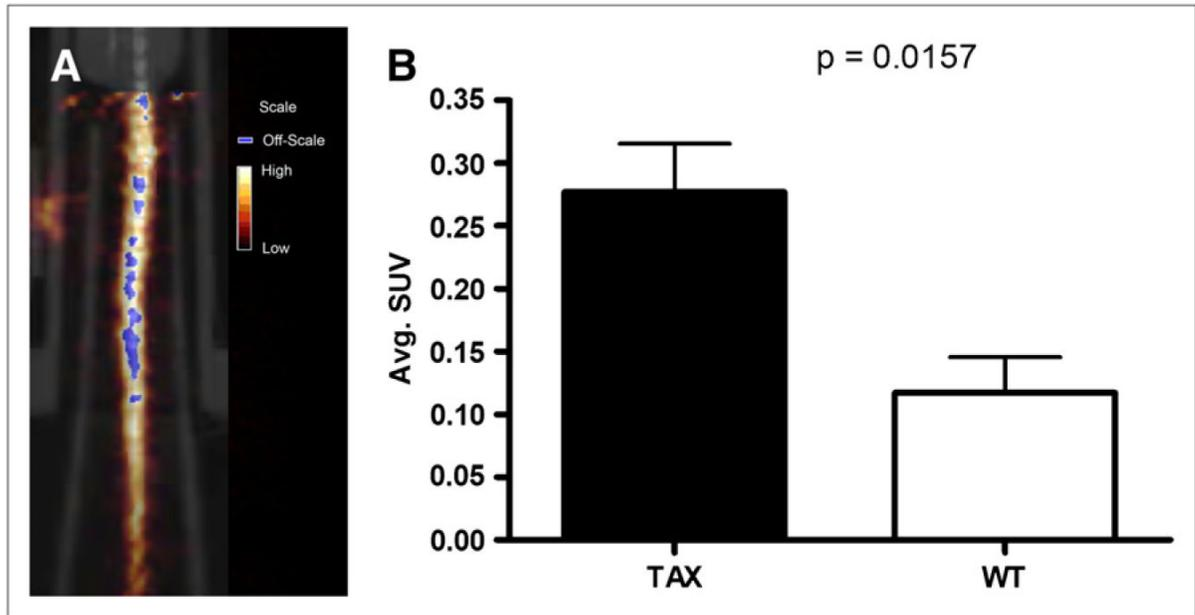 A
Scale
Off-Scale
High
Low
B
p = 0.0157
0.35
0.30
0.25
0.20
0.15
0.10
0.05
0.00
Avg. SUV
TAX
WT